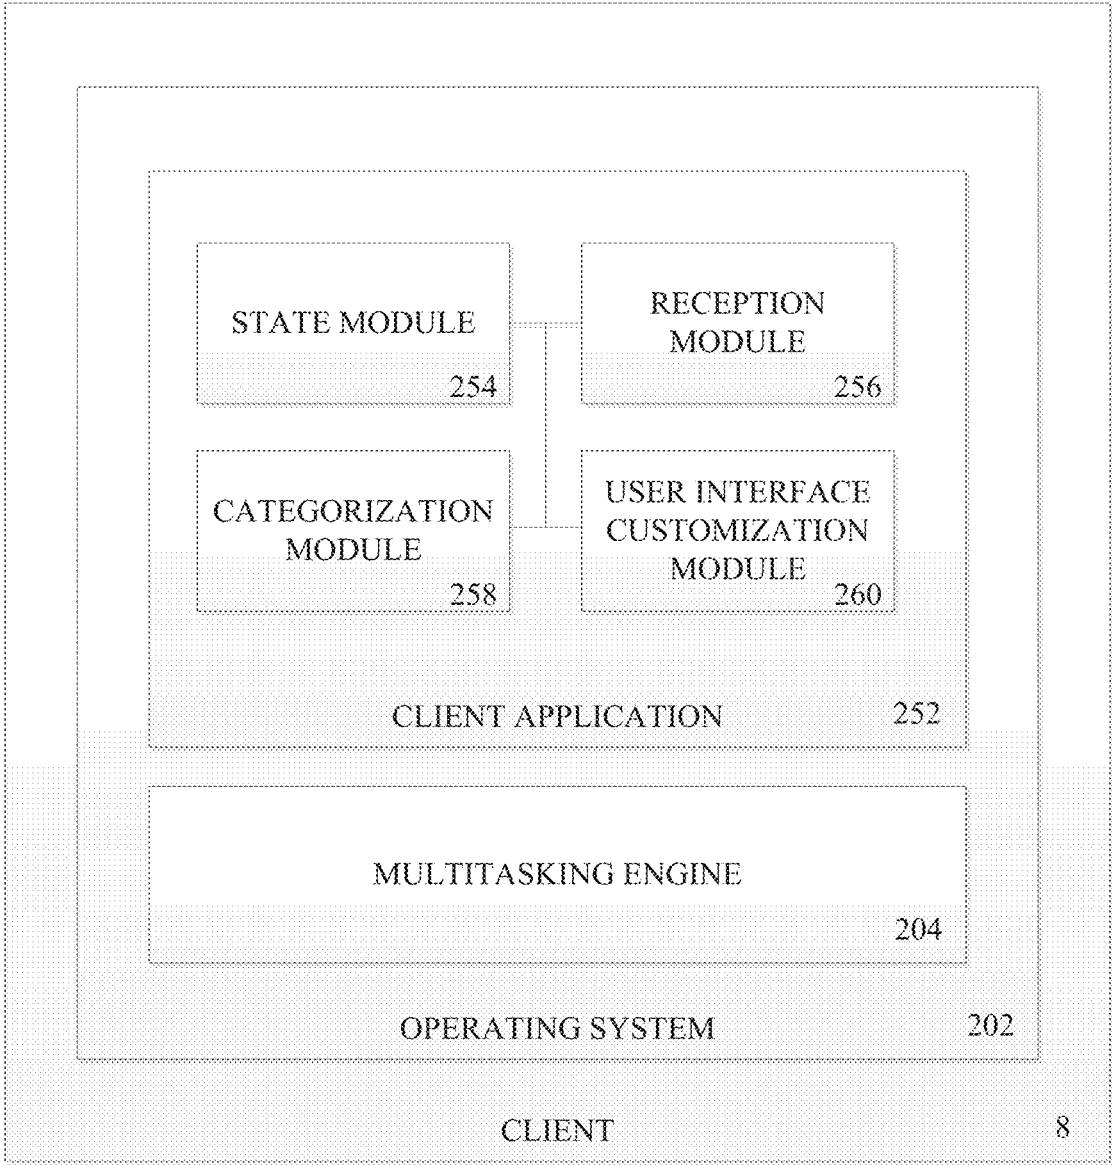 STATE MODULE
254
RECEPTION
MODULE
256
CATEGORIZATION
MODULE
258
USER INTERFACE
CUSTOMIZATION
MODULE
260
CLIENT APPLICATION
252
MULTITASKING ENGINE
204
OPERATING SYSTEM
202
CLIENT
8